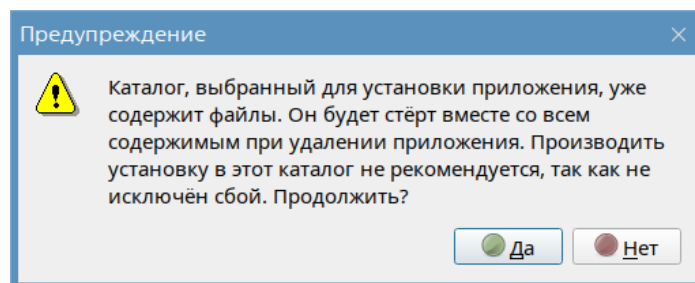 Предупреждение
Каталог, выбранный для установки приложения, уже
содержит файлы. Он будет стёрт вместе со всем
содержимым при удалении приложения. Производить
установку в этот каталог не рекомендуется, так как не
исключён сбой. Продолжить?
Да
Нет